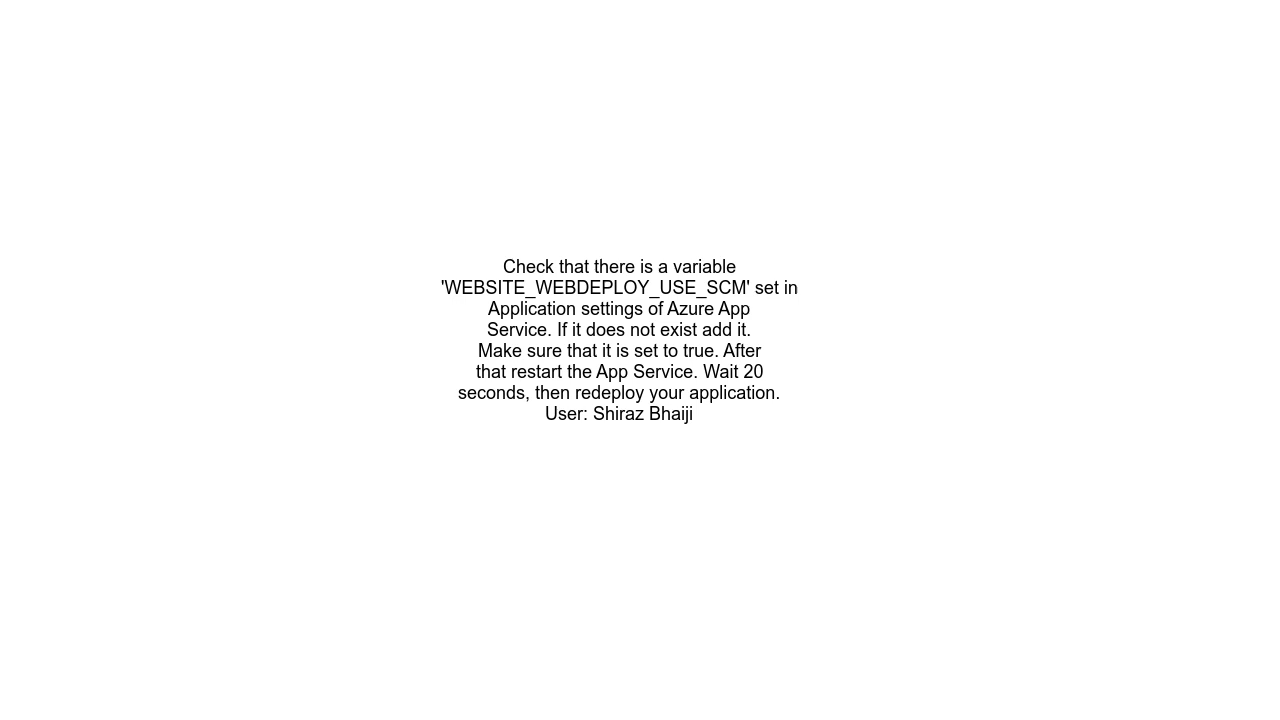 Check that there is a variable
'WEBSITE_WEBDEPLOY_USE_SCM' set in
Application settings of Azure App
Service. If it does not exist add it.
Make sure that it is set to true. After
that restart the App Service. Wait 20
seconds, then redeploy your application.
User: Shiraz Bhaiji